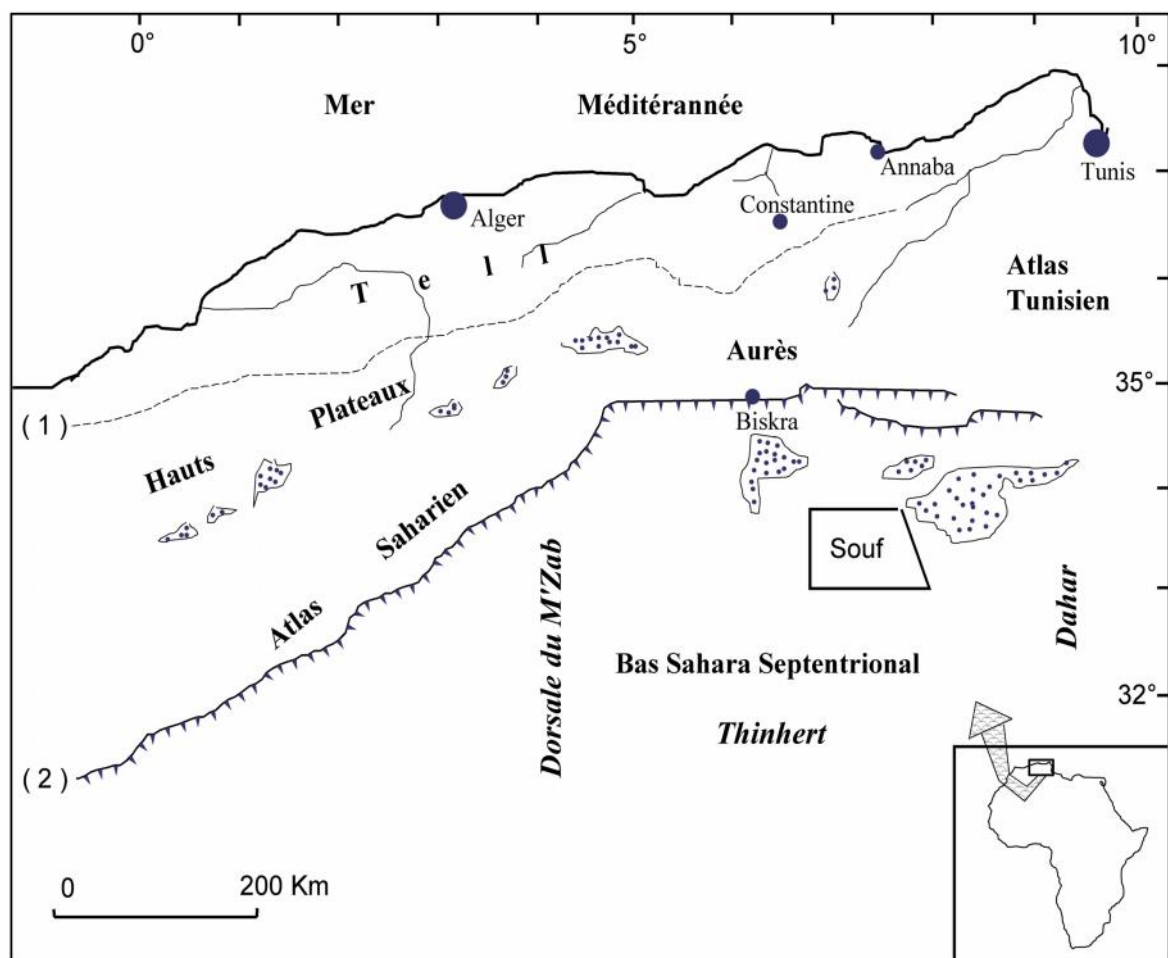 0° 5° 10°
Mer Méditérannée
Annaba
Tunis
Constantine
Alger
Tell
Atlas
Tunisien
Aurès
35°
Plateaux
(1)
Biskra
Hauts
Saharien
Souf
Atlas
Dorsale du M'Zab
Dahar
Bas Sahara Septentrional
32°
Thinhert
(2)
0 200 Km